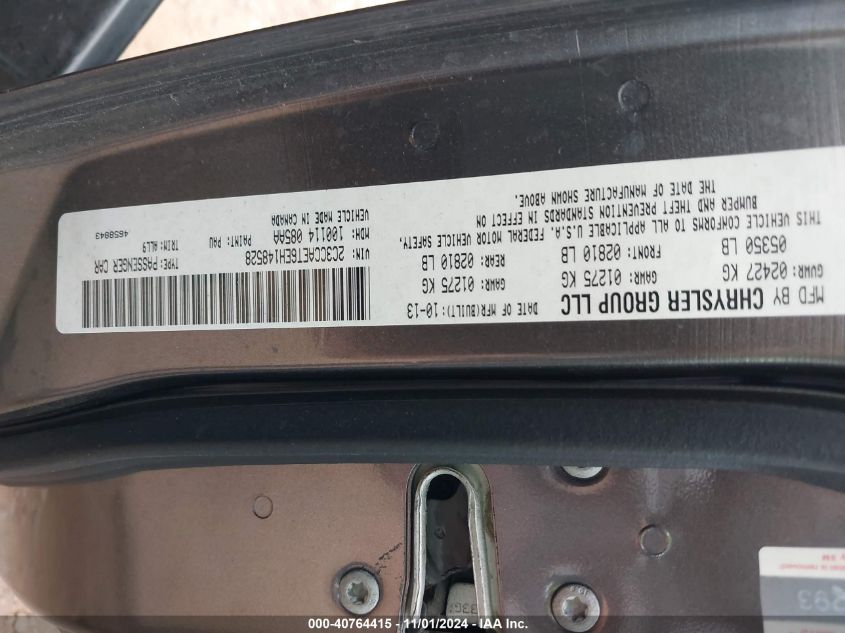 MFD BY CHRYSLER GROUP LLC
DATE OF MFR(BUILT): 10-13
GVWR: 02427 KG
GAWR: 01275 KG
GAWR: 01275 KG
05350 LB
FRONT: 02810 LB
REAR: 02810 LB
THIS VEHICLE CONFORMS TO ALL APPLICABLE U.S.A. FEDERAL MOTOR VEHICLE SAFETY,
BUMPER AND THEFT PREVENTION STANDARDS IN EFFECT ON
THE DATE OF MANUFACTURE SHOWN ABOVE.
VIN: 2C3CCAET6EH148528
TYPE: PASSENGER CAR
MDH: 100114 085AA
PAINT: PAU
TRIM: ALL9
VEHICLE MADE IN CANADA
4658843
000-40764415 - 11/01/2024 - IAA Inc.